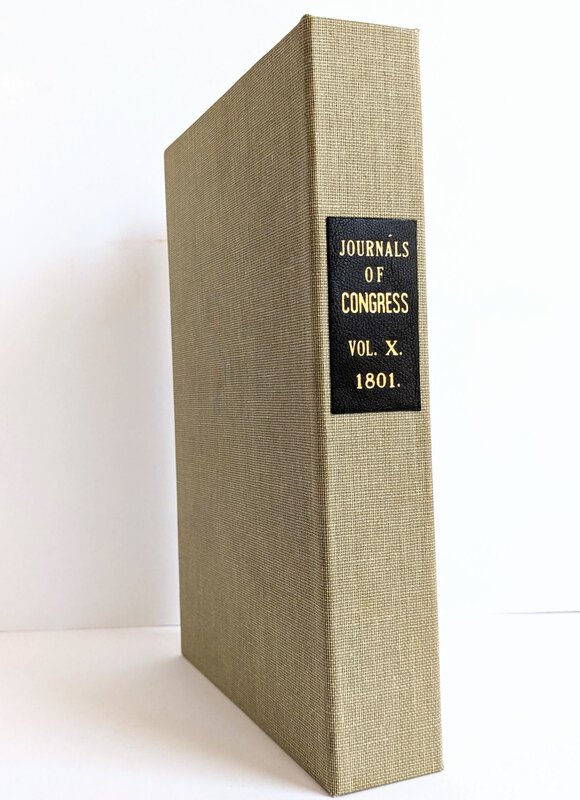 JOURNALS
OF
CONGRESS
VOL. X.
1801.